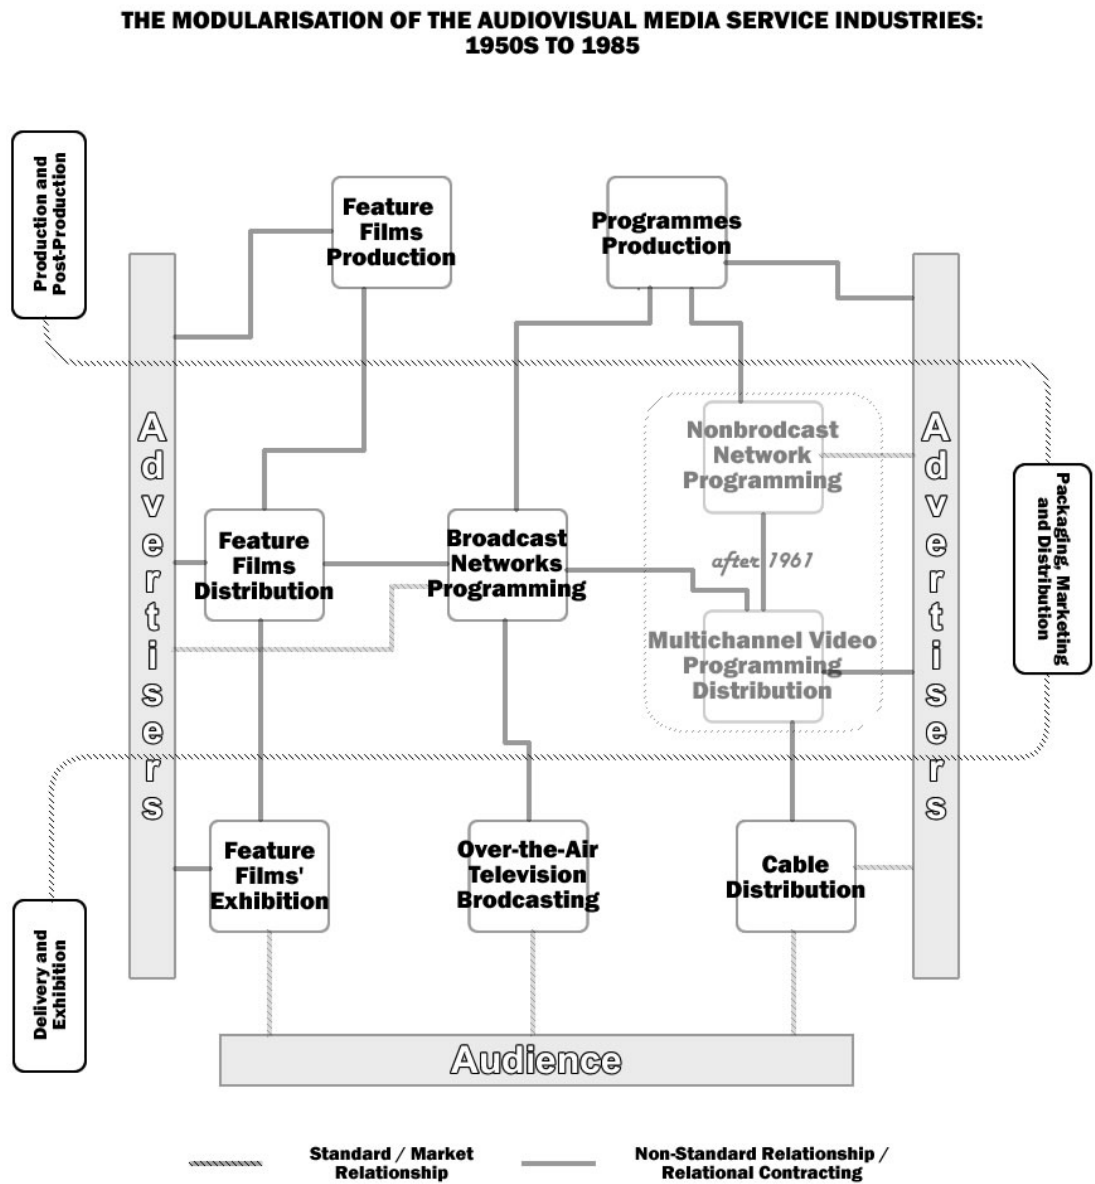 THE MODULARISATION OF THE AUDIOVISUAL MEDIA SERVICE INDUSTRIES:
1950S TO 1985
Production and
Post-Production
Feature
Films
Production
Programmes
Production
Advertisers
Advertisers
Nonbrodcast
Network
Programming
Packaging, Marketing
and Distribution
Feature
Films
Distribution
Broadcast
Networks
Programming
after 1961
Multichannel Video
Programming
Distribution
Feature
Films'
Exhibition
Over-the-Air
Television
Brodcasting
Cable
Distribution
Delivery and
Exhibition
Audience
Standard / Market
Relationship
Non-Standard Relationship /
Relational Contracting